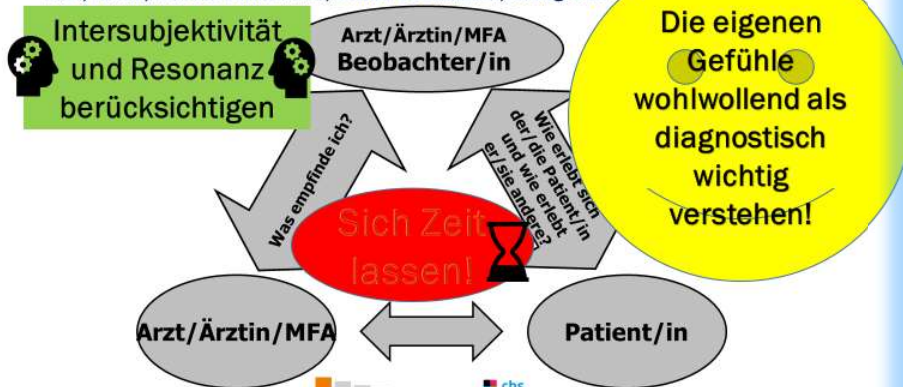 Intersubjektivität
und Resonanz
berücksichtigen
Arzt/Ärztin/MFA
Beobachter/in
Die eigenen
Gefühle
wohlwollend als
diagnostisch
wichtig
verstehen!
Was empfinde ich?
Wie erlebt sich
der/die Patient/in
und wie erlebt
er/sie andere?
Sich Zeit
lassen!
Arzt/Ärztin/MFA
Patient/in
cbs